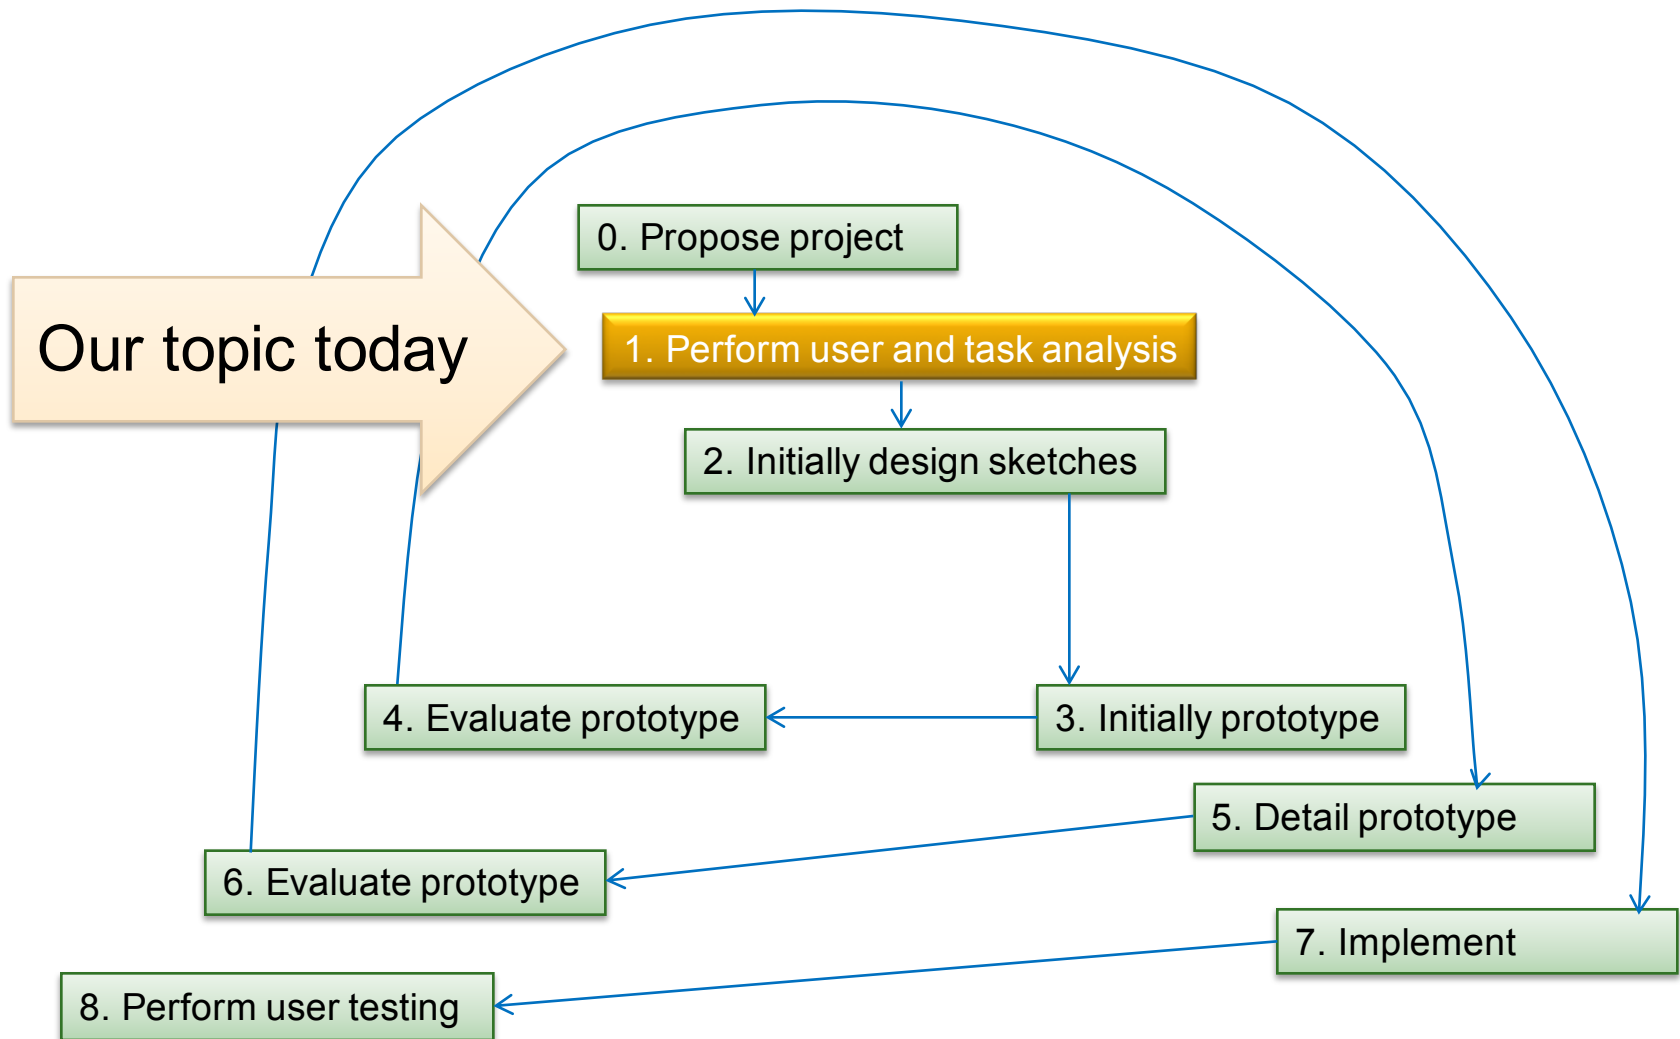 0. Propose project
Our topic today
1. Perform user and task analysis
2. Initially design sketches
4. Evaluate prototype
3. Initially prototype
5. Detail prototype
6. Evaluate prototype
7. Implement
8. Perform user testing